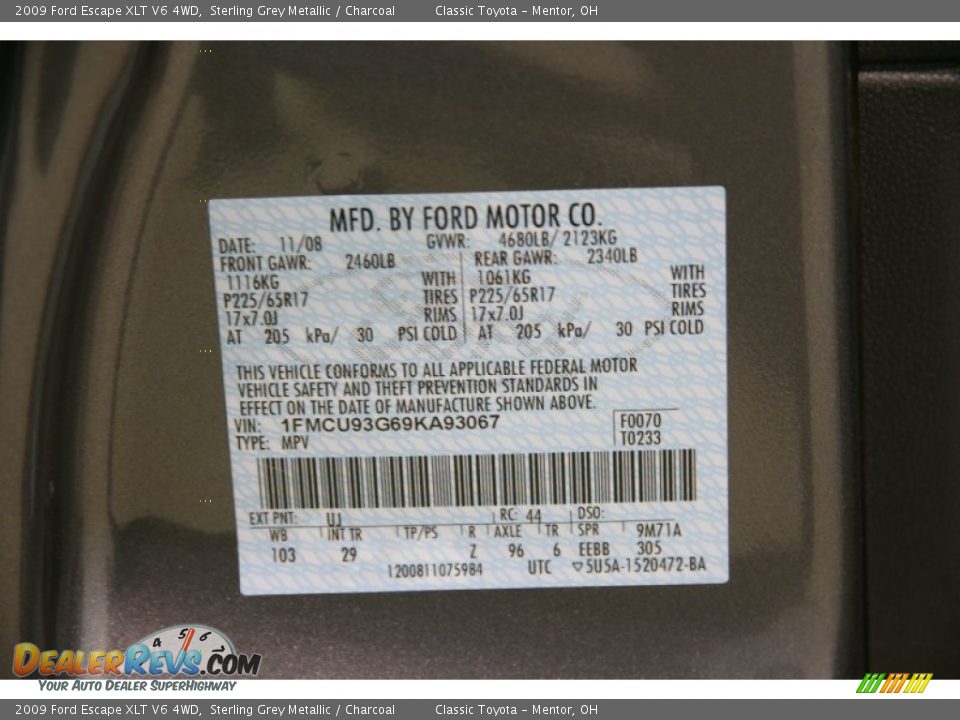 2009 Ford Escape XLT V6 4WD, Sterling Grey Metallic / Charcoal Classic Toyota - Mentor, OH
MFD. BY FORD MOTOR CO.
DATE: 11/08 GVWR: 4680LB/ 2123KG
FRONT GAWR: 2460LB REAR GAWR: 2340LB
1116KG WITH 1061KG WITH
P225/65R17 TIRES P225/65R17 TIRES
17x7.0J RIMS 17x7.0J RIMS
AT 205 kPa/ 30 PSI COLD AT 205 kPa/ 30 PSI COLD
THIS VEHICLE CONFORMS TO ALL APPLICABLE FEDERAL MOTOR
VEHICLE SAFETY AND THEFT PREVENTION STANDARDS IN
EFFECT ON THE DATE OF MANUFACTURE SHOWN ABOVE.
VIN: 1FMCU93G69KA93067 F0070
TYPE: MPV T0233
EXT PNT: UJ RC: 44 DSO:
WB INT TR TP/PS R AXLE TR SPR 9M71A
103 29 Z 96 6 EEBB 305
1200811075984 UTC ▽5U5A-1520472-BA
4 5 6
DealerRevs.com
Your Auto Dealer SuperHighway
2009 Ford Escape XLT V6 4WD, Sterling Grey Metallic / Charcoal Classic Toyota - Mentor, OH